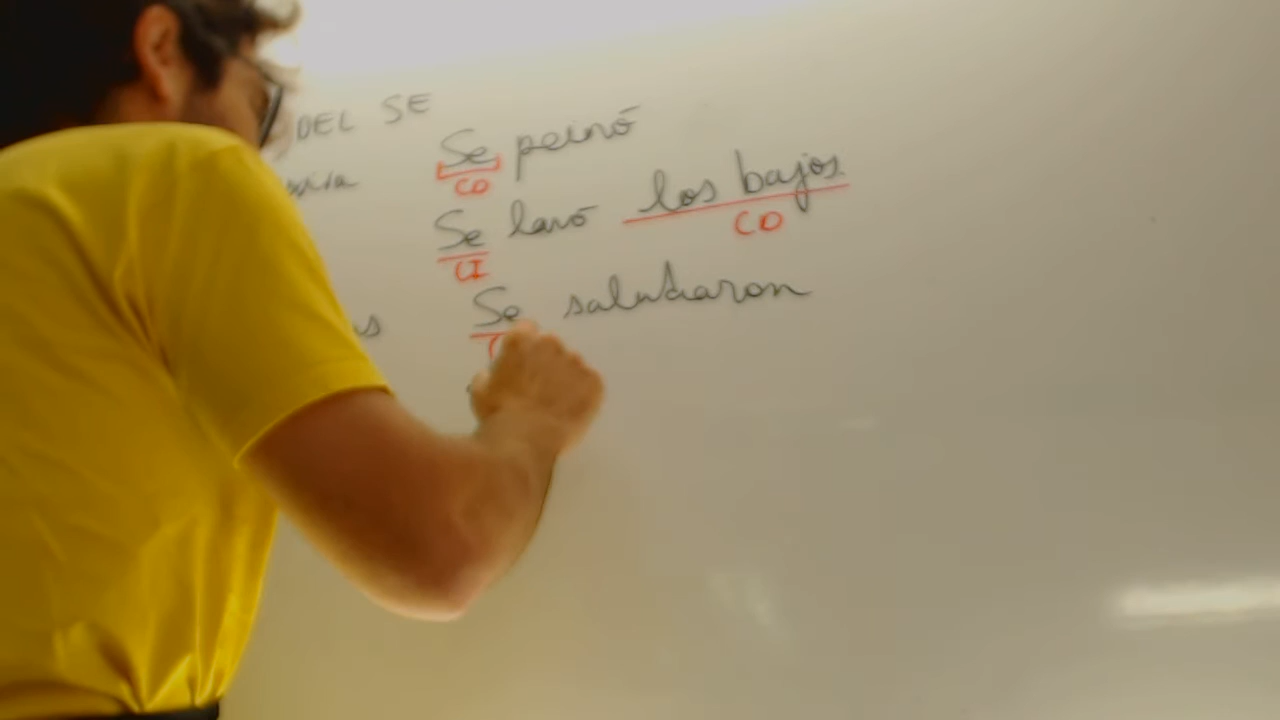 DEL SE
Se peinó
CD
Se lavó los bajos.
CI CD
Se saludaron